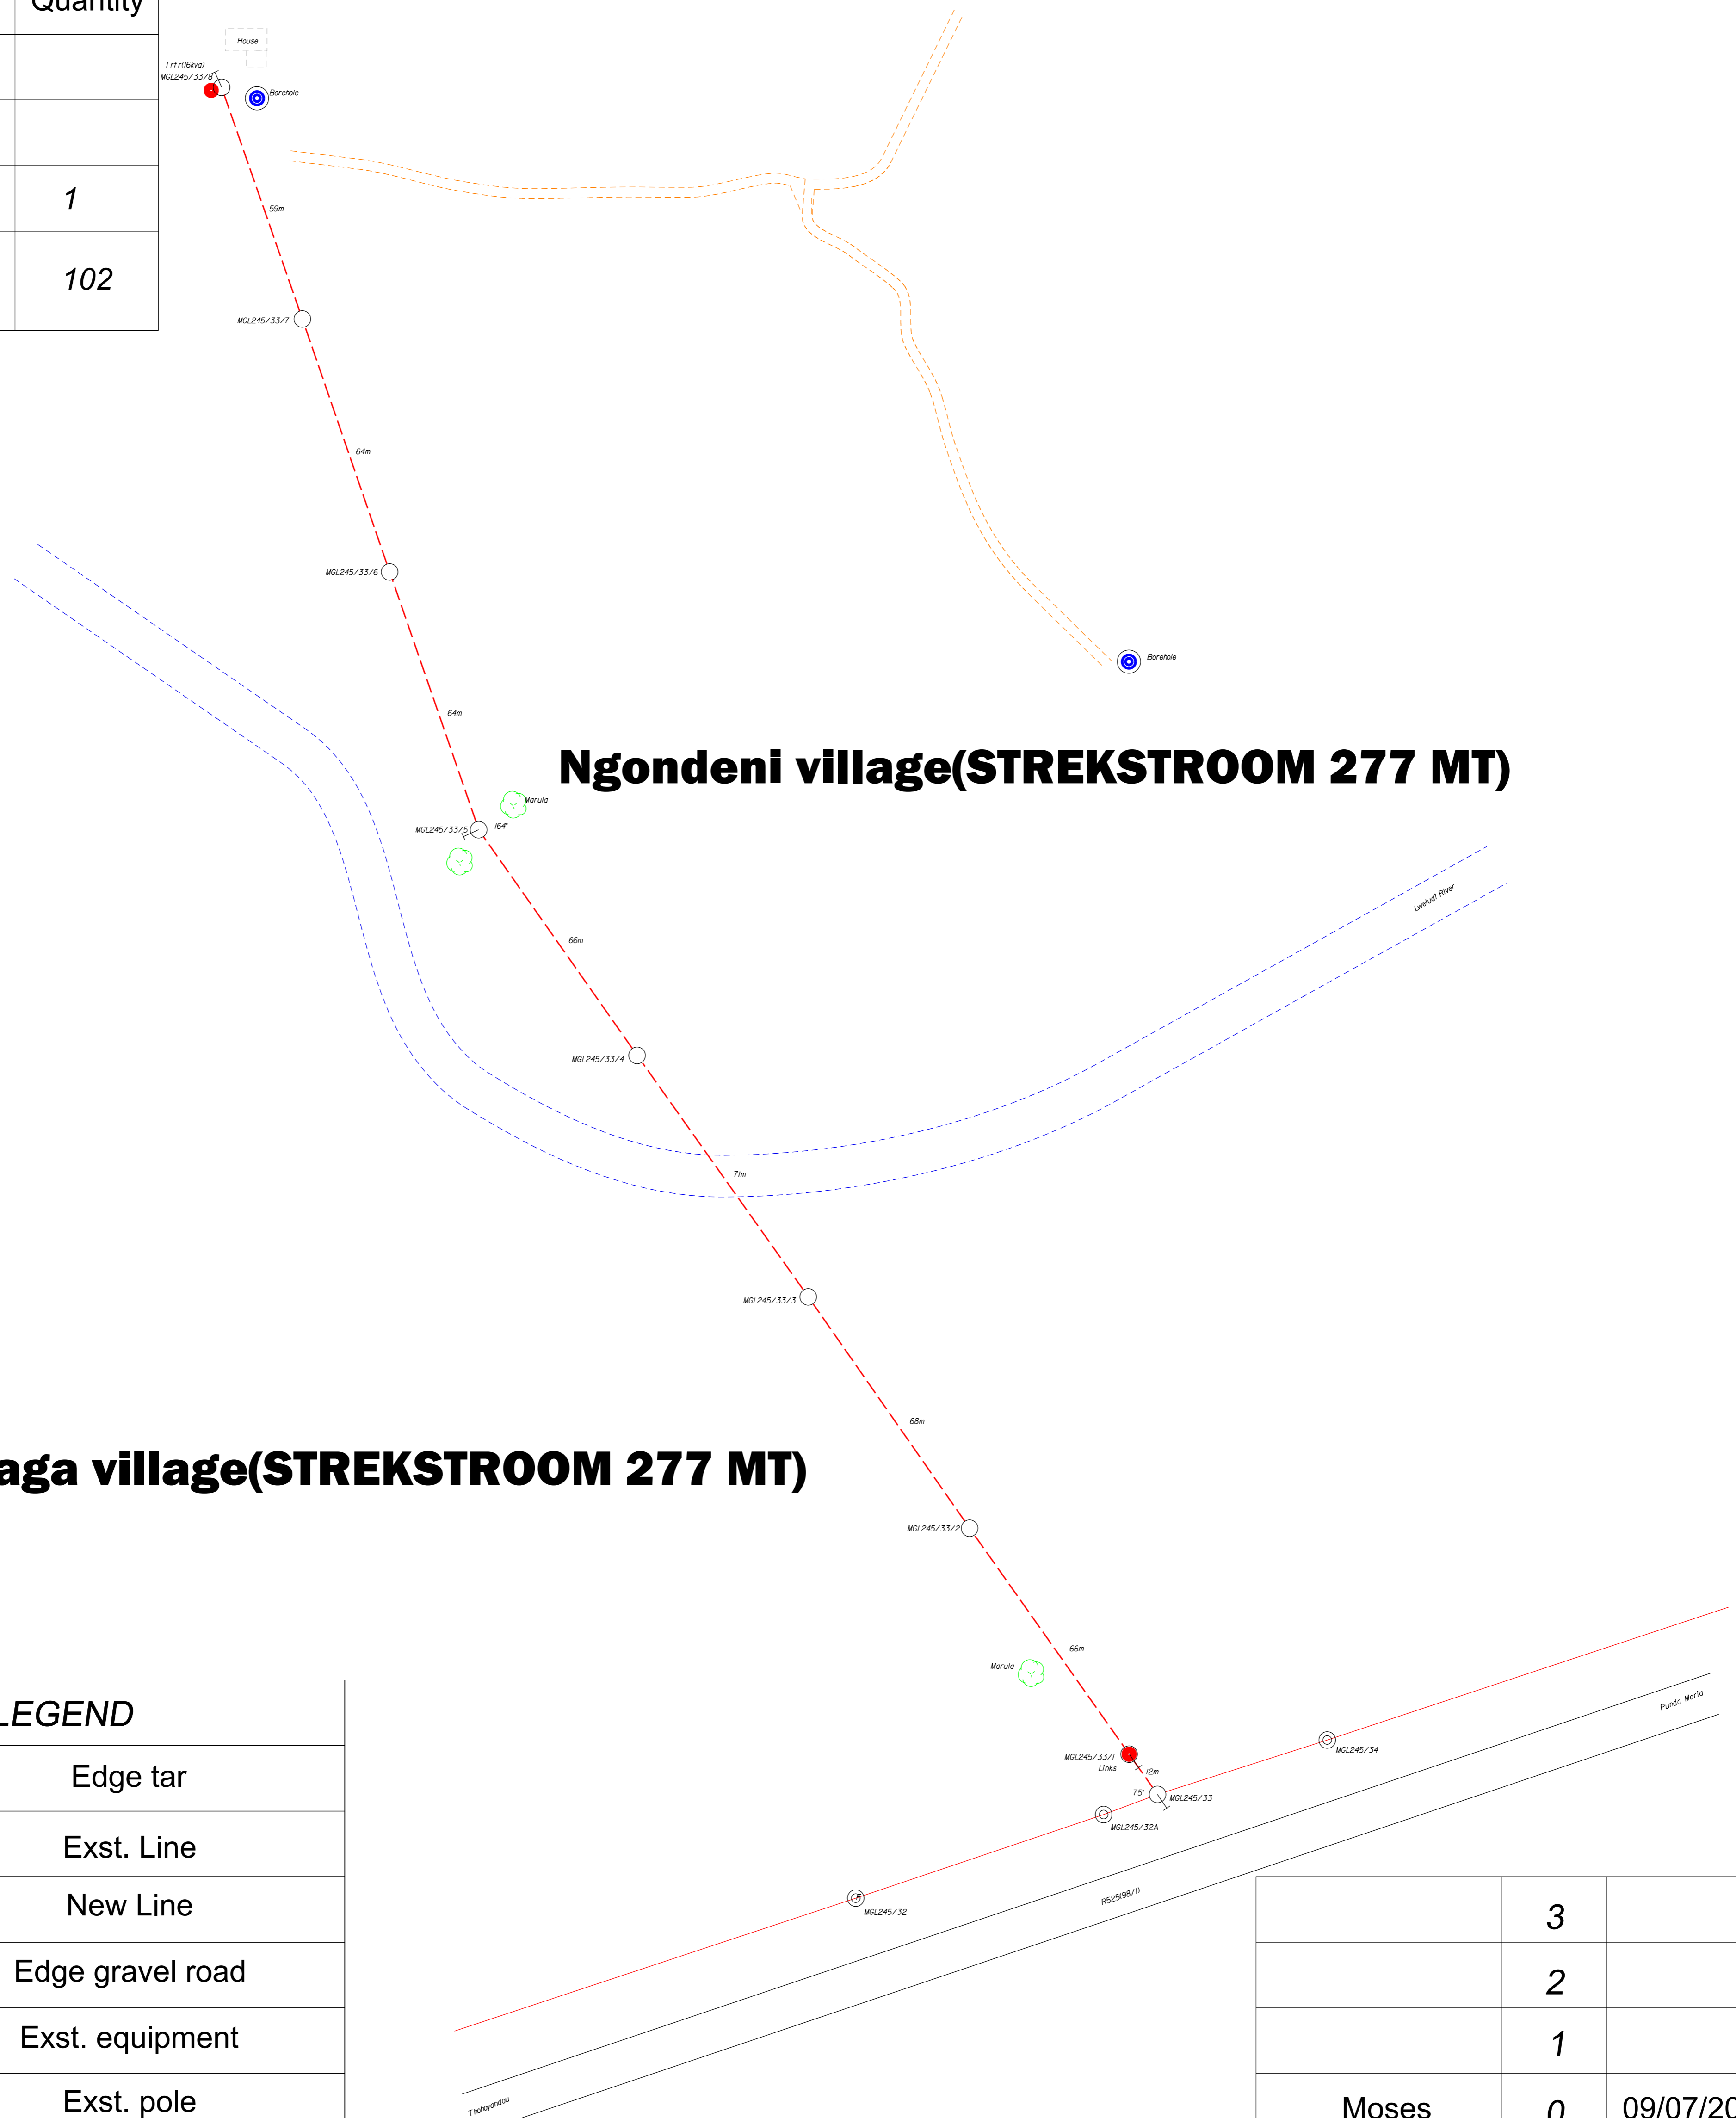 Quantity
1
102
House
Trfr(16kva)
MGL245/33/8
Borehole
59m
MGL245/33/7
64m
MGL245/33/6
64m
Borehole
Ngondeni village(STREKSTROOM 277 MT)
Marula
MGL245/33/5
164°
Lweludi River
66m
MGL245/33/4
71m
MGL245/33/3
68m
aga village(STREKSTROOM 277 MT)
MGL245/33/2
66m
Marula
LEGEND
Edge tar
Exst. Line
New Line
Edge gravel road
Exst. equipment
Exst. pole
Punda Maria
MGL245/34
MGL245/33/1
Links
12m
75°
MGL245/33
MGL245/32A
R525(98/1)
MGL245/32
Thohoyandou
3
2
1
Moses 0 09/07/20